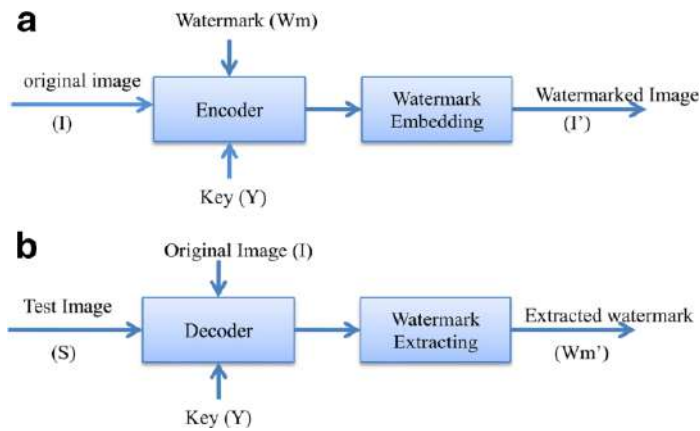 a
Watermark (Wm)
original image
(I)
Encoder
Watermark
Embedding
Watermarked Image
(I’)
Key (Y)
b
Original Image (I)
Test Image
(S)
Decoder
Watermark
Extracting
Extracted watermark
(Wm’)
Key (Y)